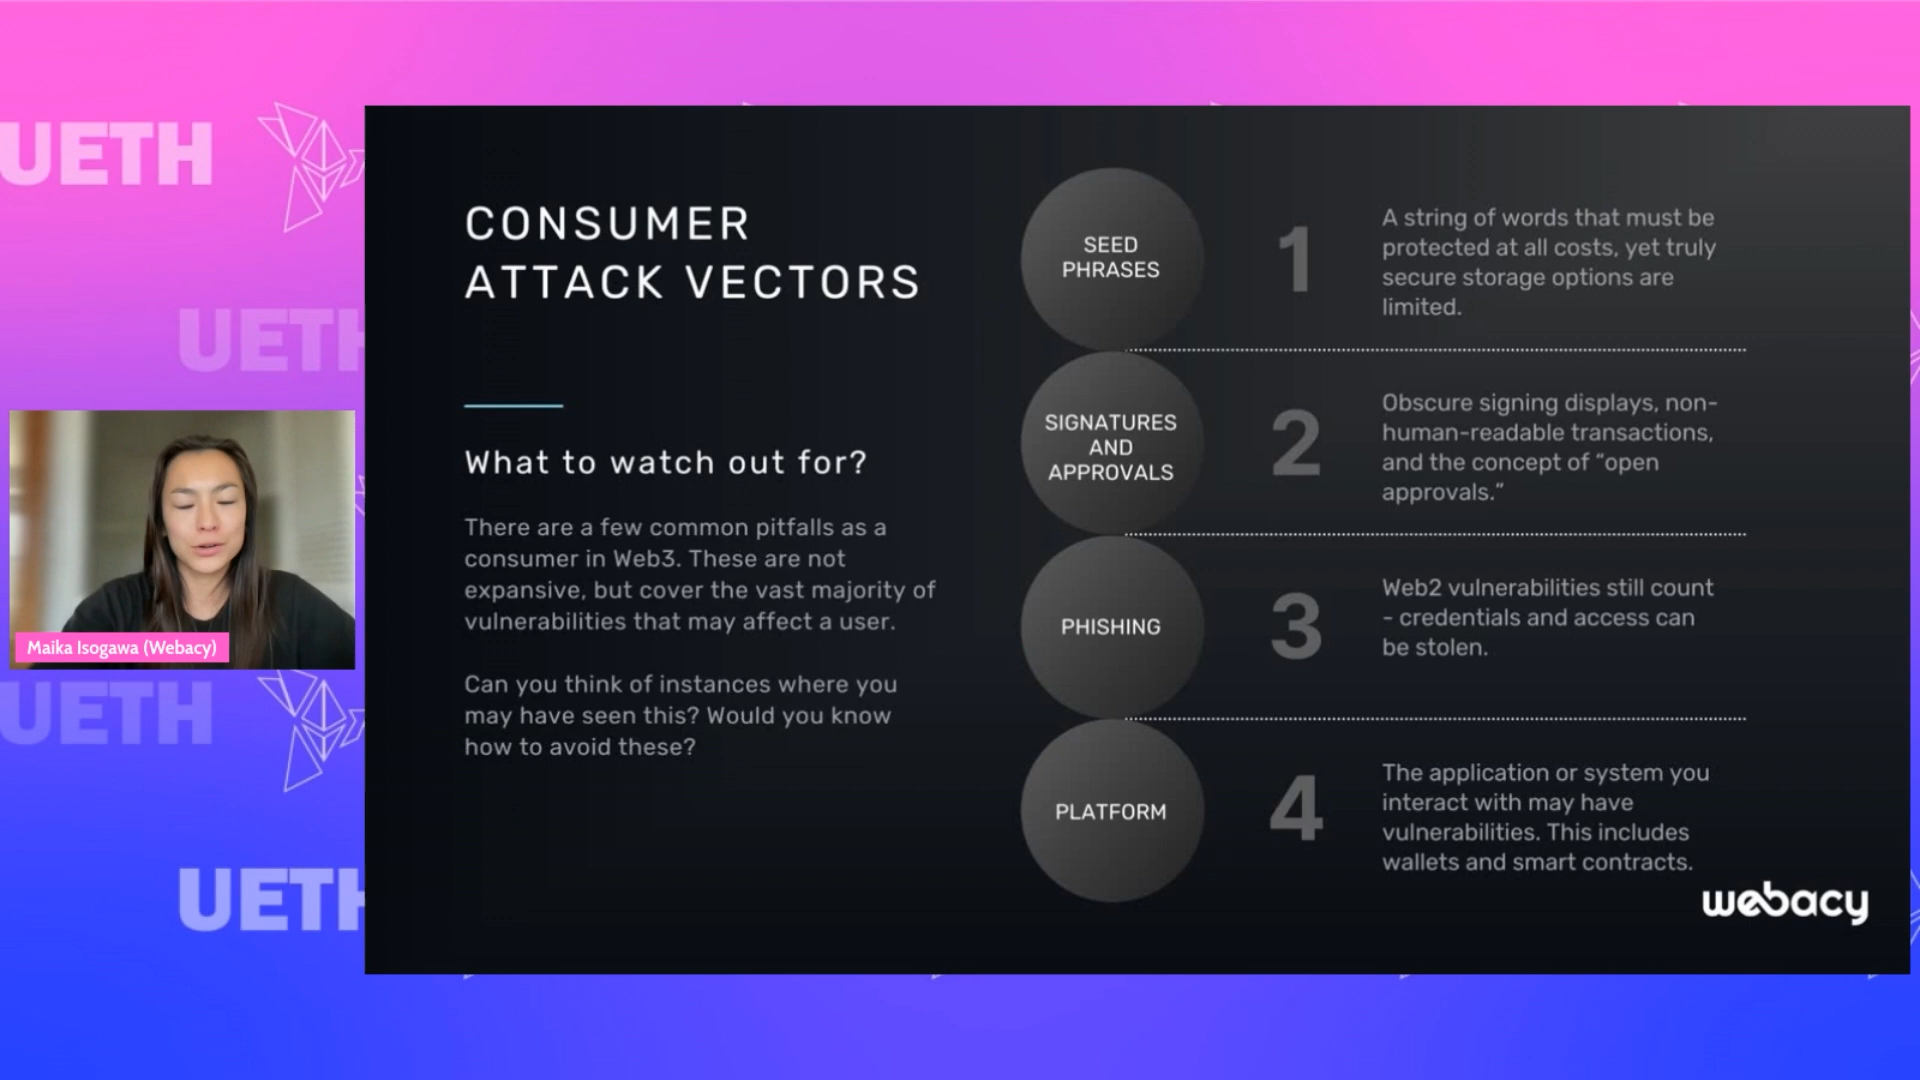 UETH
UETH
UETH
UETH
Maika Isogawa (Webacy)
CONSUMER
ATTACK VECTORS
What to watch out for?
There are a few common pitfalls as a
consumer in Web3. These are not
expansive, but cover the vast majority of
vulnerabilities that may affect a user.
Can you think of instances where you
may have seen this? Would you know
how to avoid these?
SEED
PHRASES
1
A string of words that must be
protected at all costs, yet truly
secure storage options are
limited.
SIGNATURES
AND
APPROVALS
2
Obscure signing displays, non-
human-readable transactions,
and the concept of “open
approvals.”
PHISHING
3
Web2 vulnerabilities still count
- credentials and access can
be stolen.
PLATFORM
4
The application or system you
interact with may have
vulnerabilities. This includes
wallets and smart contracts.
webacy